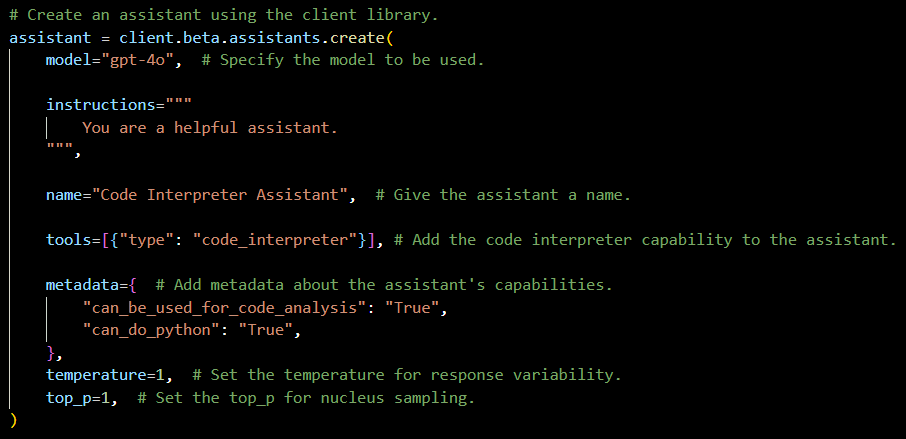 # Create an assistant using the client library.
assistant = client.beta.assistants.create(
    model="gpt-4o",  # Specify the model to be used.
    instructions="""
        You are a helpful assistant.
    """,
    name="Code Interpreter Assistant",  # Give the assistant a name.
    tools=[{"type": "code_interpreter"}], # Add the code interpreter capability to the assistant.
    metadata={  # Add metadata about the assistant's capabilities.
        "can_be_used_for_code_analysis": "True",
        "can_do_python": "True",
    },
    temperature=1,  # Set the temperature for response variability.
    top_p=1,  # Set the top_p for nucleus sampling.
)